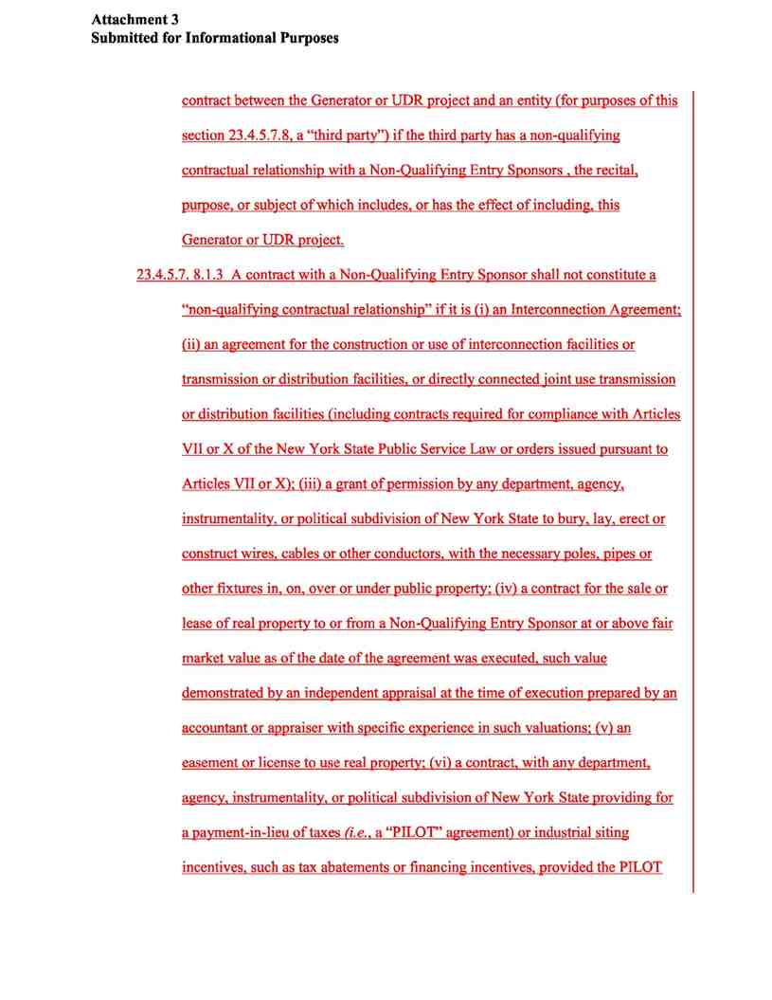 Attachment 3
Submitted for Informational Purposes
contract between the Generator or UDR project and an entity (for purposes of this
section 23.4.5.7.8, a “third party”) if the third party has a non-qualifying
contractual relationship with a Non-Qualifying Entry Sponsors , the recital,
purpose, or subject of which includes, or has the effect of including, this
Generator or UDR project.
23.4.5.7. 8.1.3 A contract with a Non-Qualifying Entry Sponsor shall not constitute a
“non-qualifying contractual relationship” if it is (i) an Interconnection Agreement;
(ii) an agreement for the construction or use of interconnection facilities or
transmission or distribution facilities, or directly connected joint use transmission
or distribution facilities (including contracts required for compliance with Articles
VII or X of the New York State Public Service Law or orders issued pursuant to
Articles VII or X); (iii) a grant of permission by any department, agency,
instrumentality, or political subdivision of New York State to bury, lay, erect or
construct wires, cables or other conductors, with the necessary poles, pipes or
other fixtures in, on, over or under public property; (iv) a contract for the sale or
lease of real property to or from a Non-Qualifying Entry Sponsor at or above fair
market value as of the date of the agreement was executed, such value
demonstrated by an independent appraisal at the time of execution prepared by an
accountant or appraiser with specific experience in such valuations; (v) an
easement or license to use real property; (vi) a contract, with any department,
agency, instrumentality, or political subdivision of New York State providing for
a payment-in-lieu of taxes (i.e., a “PILOT” agreement) or industrial siting
incentives, such as tax abatements or financing incentives, provided the PILOT